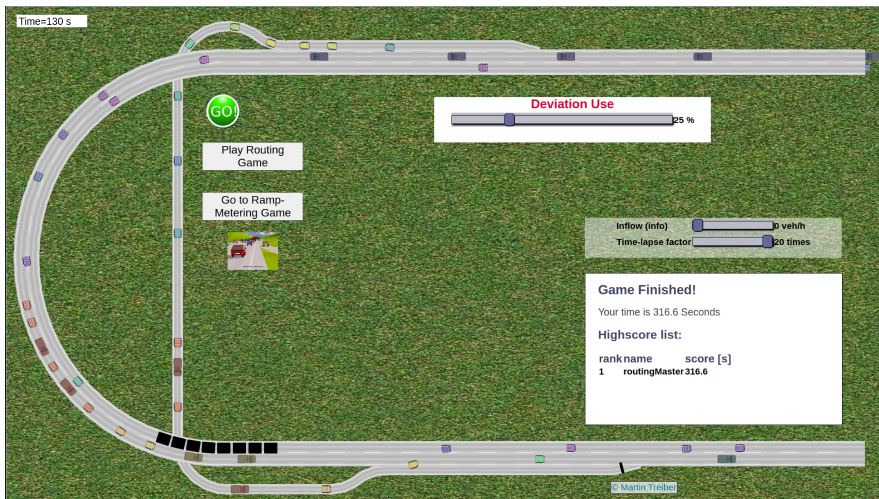 Time=130 s
GO!
Deviation Use
25 %
Play Routing
Game
Go to Ramp-
Metering Game
Inflow (info) 0 veh/h
Time-lapse factor 20 times
Game Finished!
Your time is 316.6 Seconds
Highscore list:
rank name score [s]
1 routingMaster 316.6
© Martin Treiber